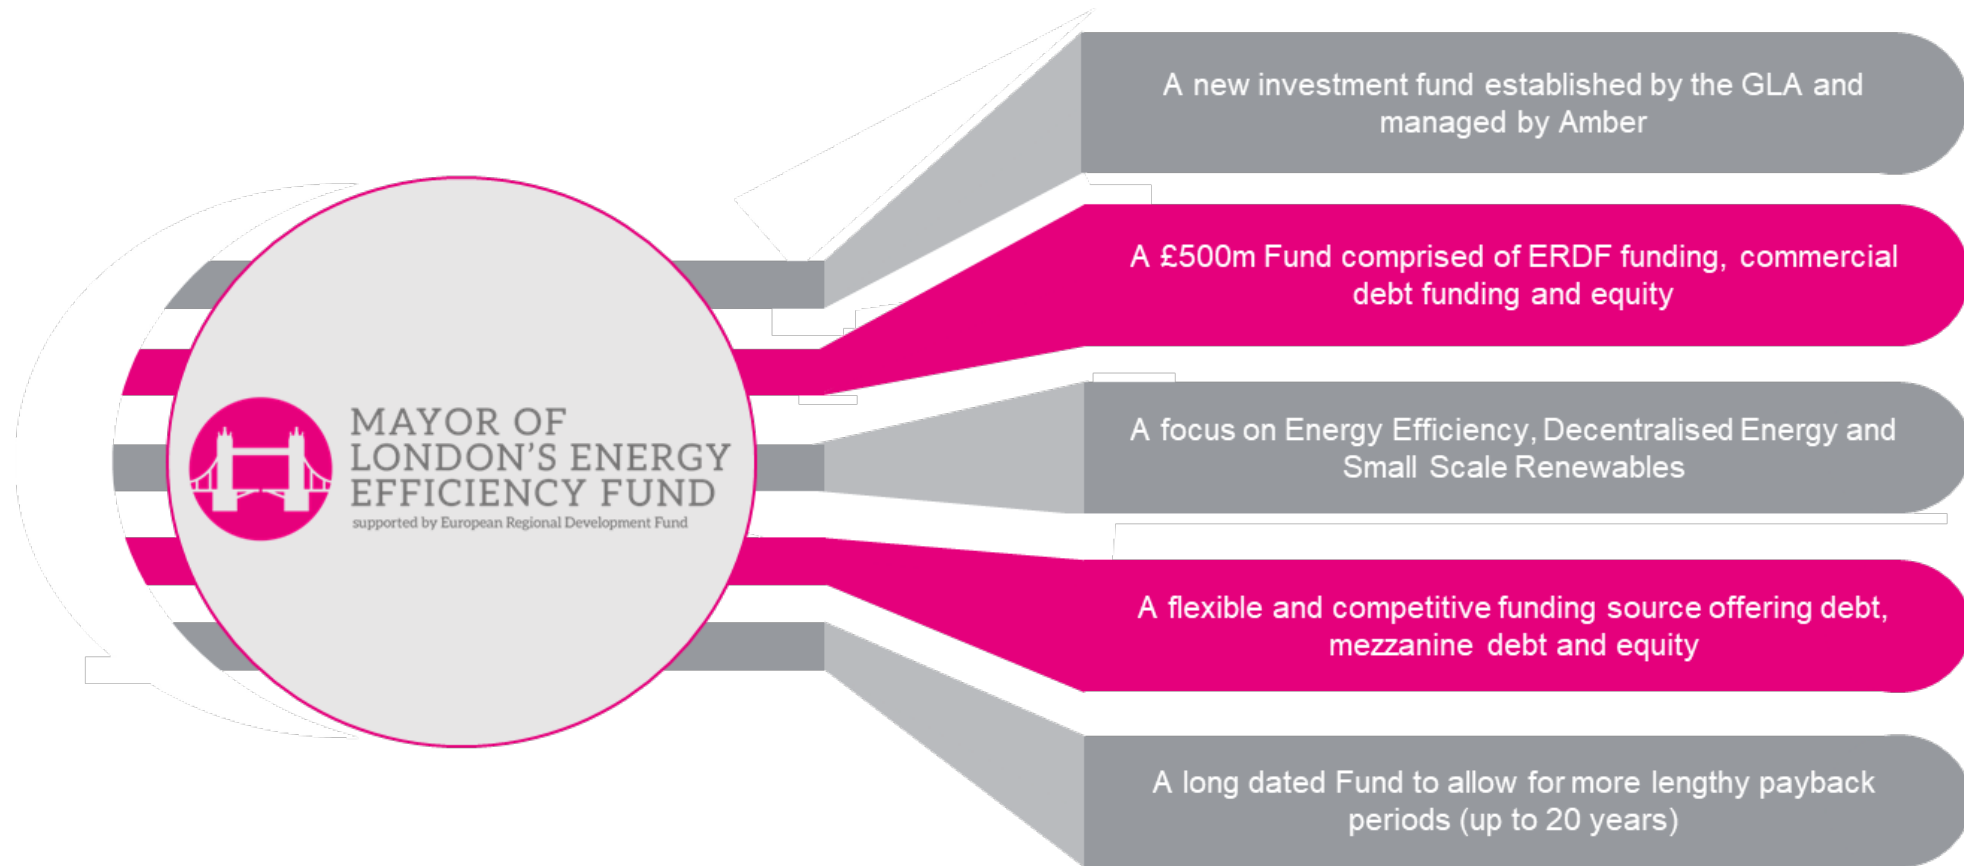 MAYOR OF
LONDON'S ENERGY
EFFICIENCY FUND
supported by European Regional Development Fund
A new investment fund established by the GLA and
managed by Amber
A £500m Fund comprised of ERDF funding, commercial
debt funding and equity
A focus on Energy Efficiency, Decentralised Energy and
Small Scale Renewables
A flexible and competitive funding source offering debt,
mezzanine debt and equity
A long dated Fund to allow for more lengthy payback
periods (up to 20 years)